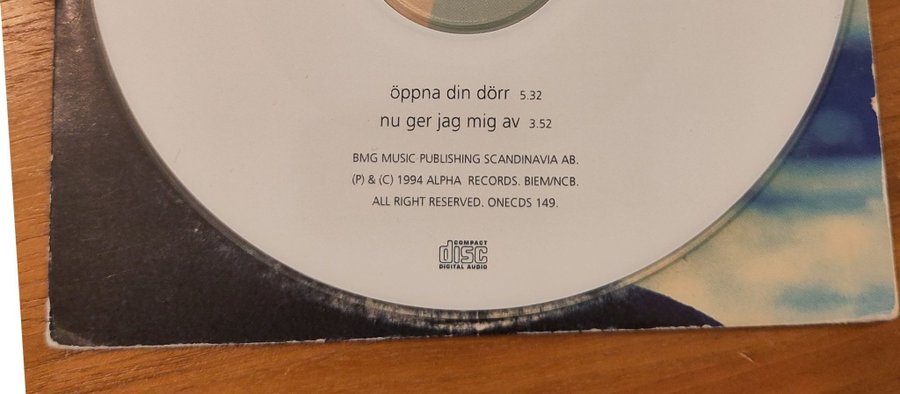 öppna din dörr 5.32
nu ger jag mig av 3.52
BMG MUSIC PUBLISHING SCANDINAVIA AB.
(P) & (C) 1994 ALPHA RECORDS. BIEM/NCB.
ALL RIGHT RESERVED. ONECDS 149.
COMPACT
disc
DIGITAL AUDIO